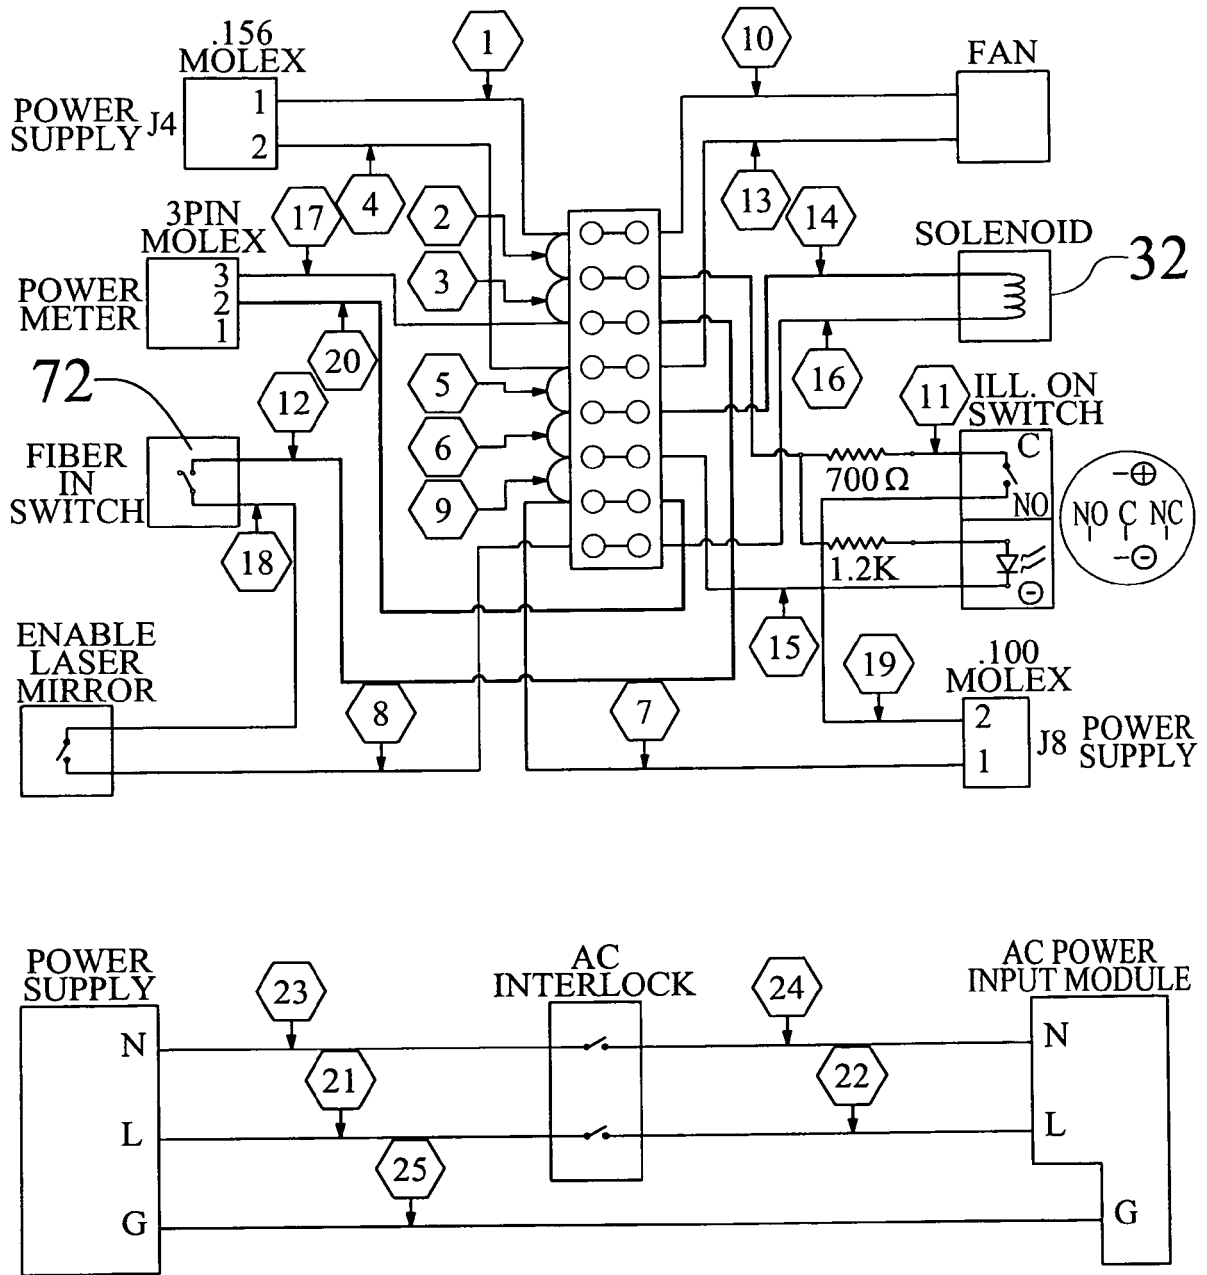 .156
MOLEX
POWER
SUPPLY
J4
1
2
1
4
10
FAN
13
3PIN
MOLEX
17
POWER
METER
3
2
1
20
2
3
5
6
9
14
SOLENOID
32
16
72
12
FIBER
IN
SWITCH
18
11
ILL. ON
SWITCH
C
NO
700 Ω
1.2K
⊖
–⊕
NO C NC
–⊖
15
ENABLE
LASER
MIRROR
8
7
19
.100
MOLEX
2
1
J8
POWER
SUPPLY
POWER
SUPPLY
N
L
G
23
21
25
AC
INTERLOCK
24
22
AC POWER
INPUT MODULE
N
L
G